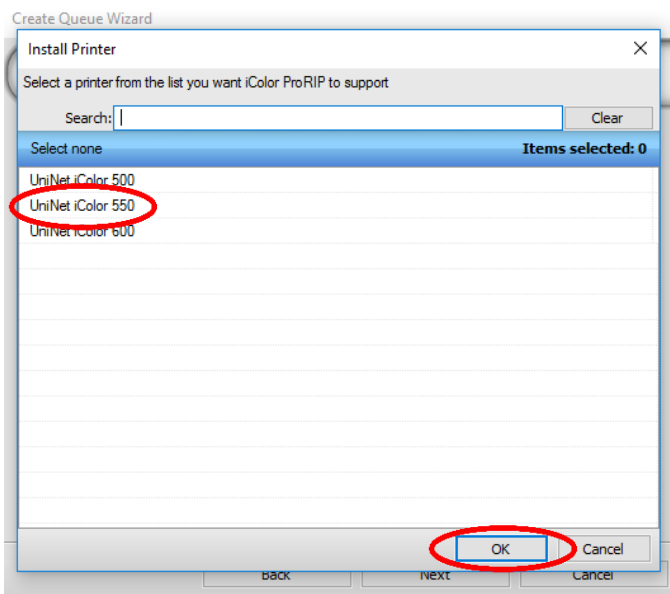 Create Queue Wizard
Install Printer
Select a printer from the list you want iColor ProRIP to support
Search:
Clear
Select none
Items selected: 0
UniNet iColor 500
UniNet iColor 550
UniNet iColor 600
OK
Cancel
Back
Next
Cancel